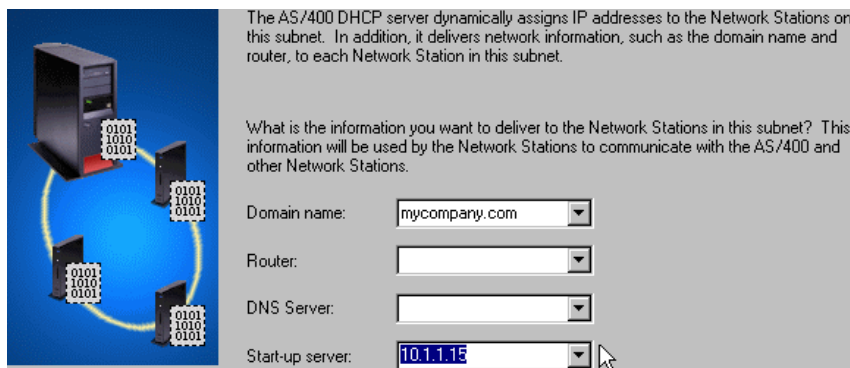 The AS/400 DHCP server dynamically assigns IP addresses to the Network Stations on
this subnet. In addition, it delivers network information, such as the domain name and
router, to each Network Station in this subnet.
What is the information you want to deliver to the Network Stations in this subnet? This
information will be used by the Network Stations to communicate with the AS/400 and
other Network Stations.
Domain name: mycompany.com
Router:
DNS Server:
Start-up server: 10.1.1.15
0101
1010
0101
0101
1010
0101
0101
1010
0101
0101
1010
0101